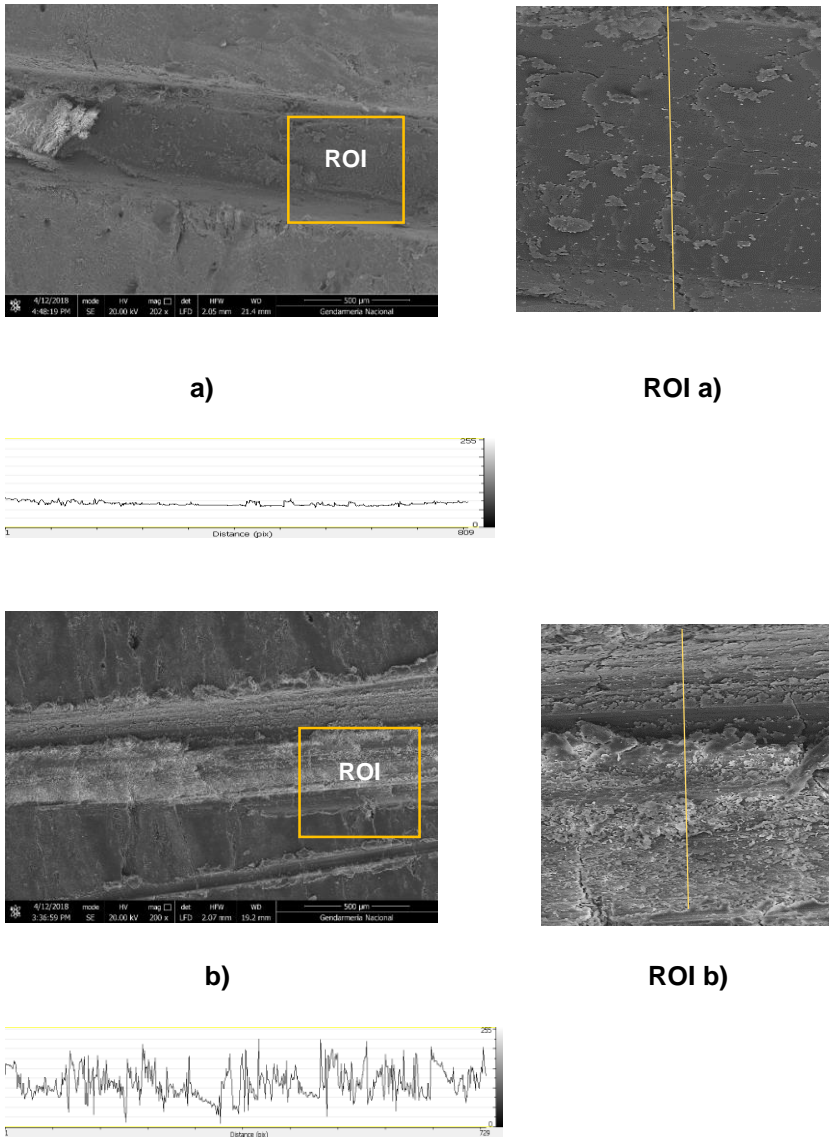 ROI
4/12/2018 mode HV mag det HFW WD 500 µm
4:48:19 PM SE 20.00 kV 202 x LFD 2.05 mm 21.4 mm Gendarmería Nacional
a) ROI a)
255
0
1 Distance (pix) 809
ROI
4/12/2018 mode HV mag det HFW WD 500 µm
3:36:59 PM SE 20.00 kV 200 x LFD 2.07 mm 19.2 mm Gendarmería Nacional
b) ROI b)
255
0
1 Distance (pix) 729